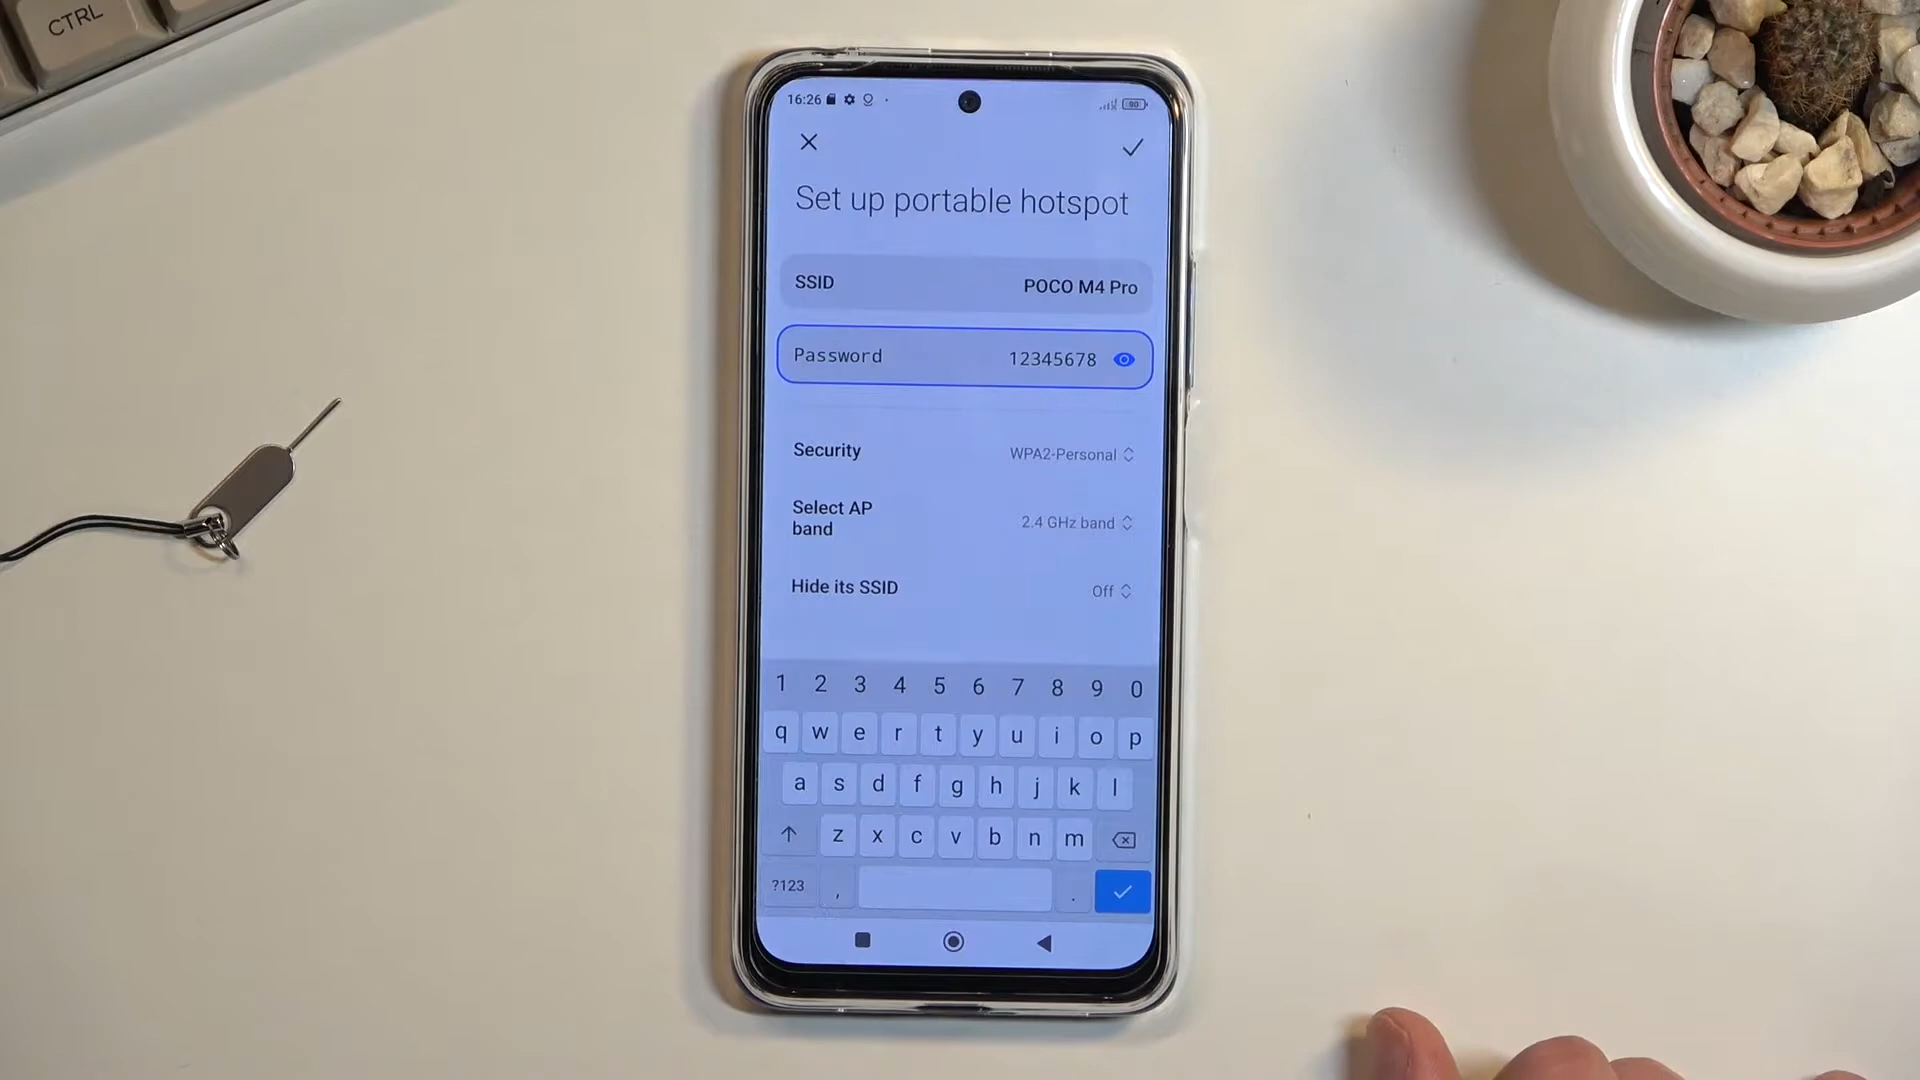 CTRL
16:26
90
Set up portable hotspot
SSID POCO M4 Pro
Password 12345678
Security WPA2-Personal
Select AP
band
2.4 GHz band
Hide its SSID Off
1 2 3 4 5 6 7 8 9 0
q w e r t y u i o p
a s d f g h j k l
z x c v b n m
?123 , .